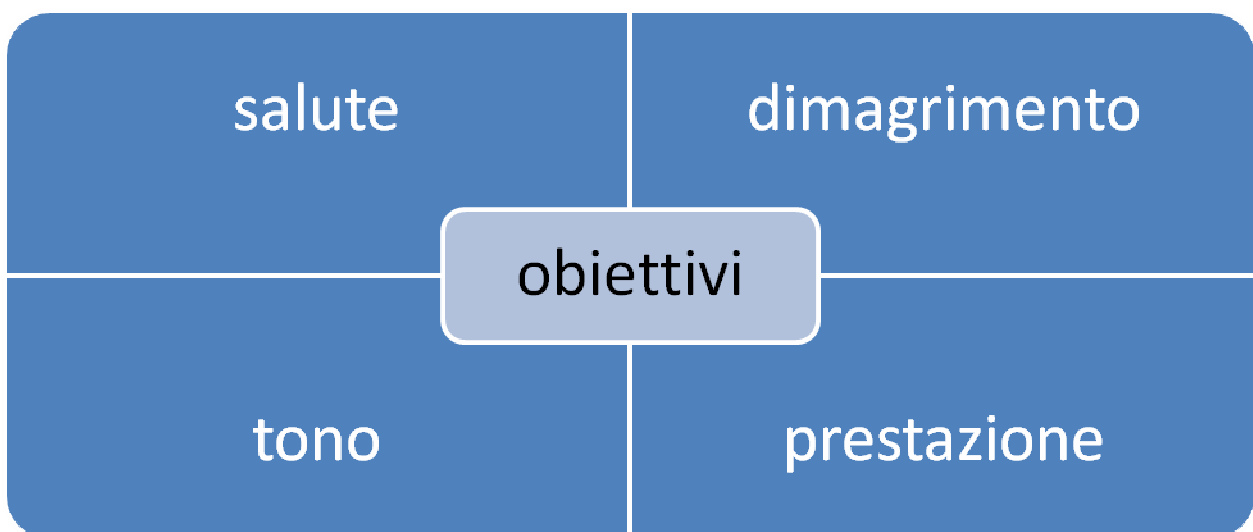 salute
dimagrimento
obiettivi
tono
prestazione